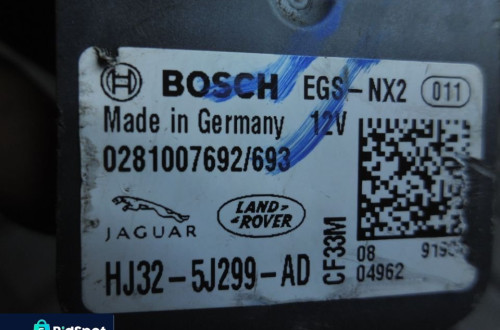 BOSCH EGS-NX2 011
Made in Germany 12V
0281007692/693
JAGUAR
LAND-
ROVER
CF33M
08
04962
HJ32-5J299-AD
BidSpot